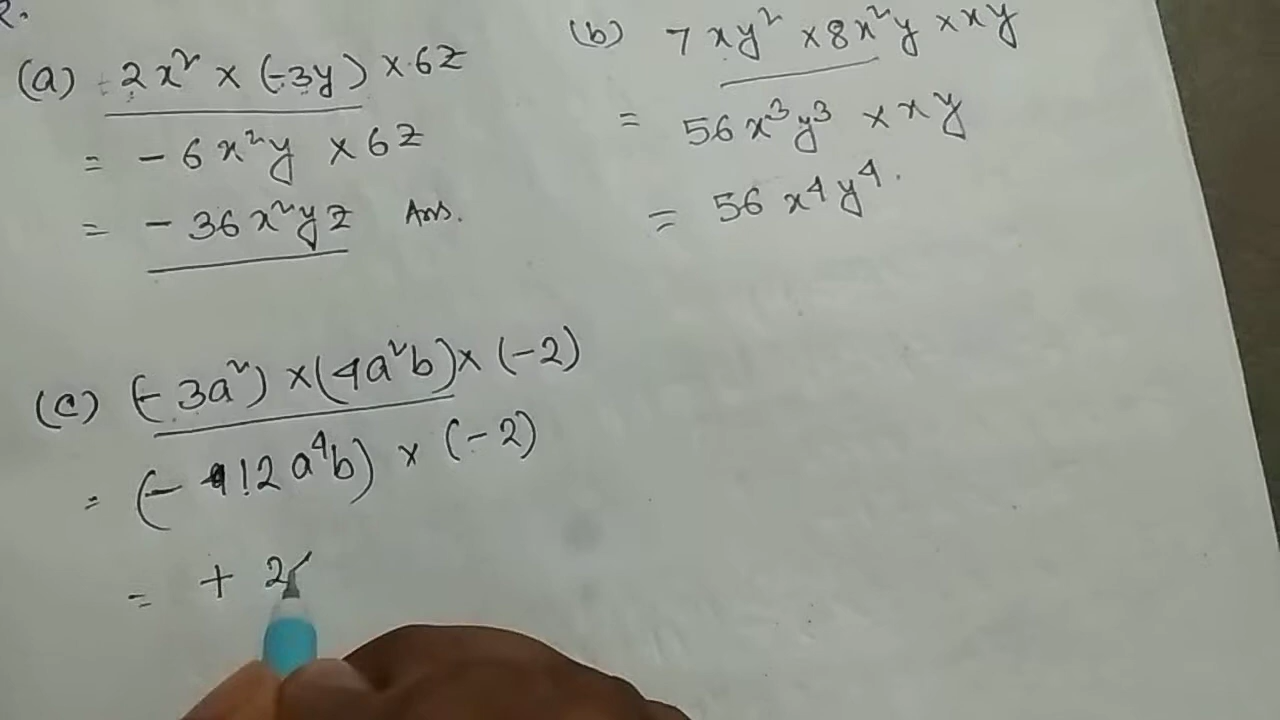 2.
(a) 2x² × (-3y) × 6z
= - 6x²y × 6z
= - 36x²yz Ans.
(b) 7xy² × 8x²y × xy
= 56x³y³ × xy
= 56x⁴y⁴.
(c) (-3a²) × (4a²b) × (-2)
= (- 12a⁴b) × (-2)
= + 2